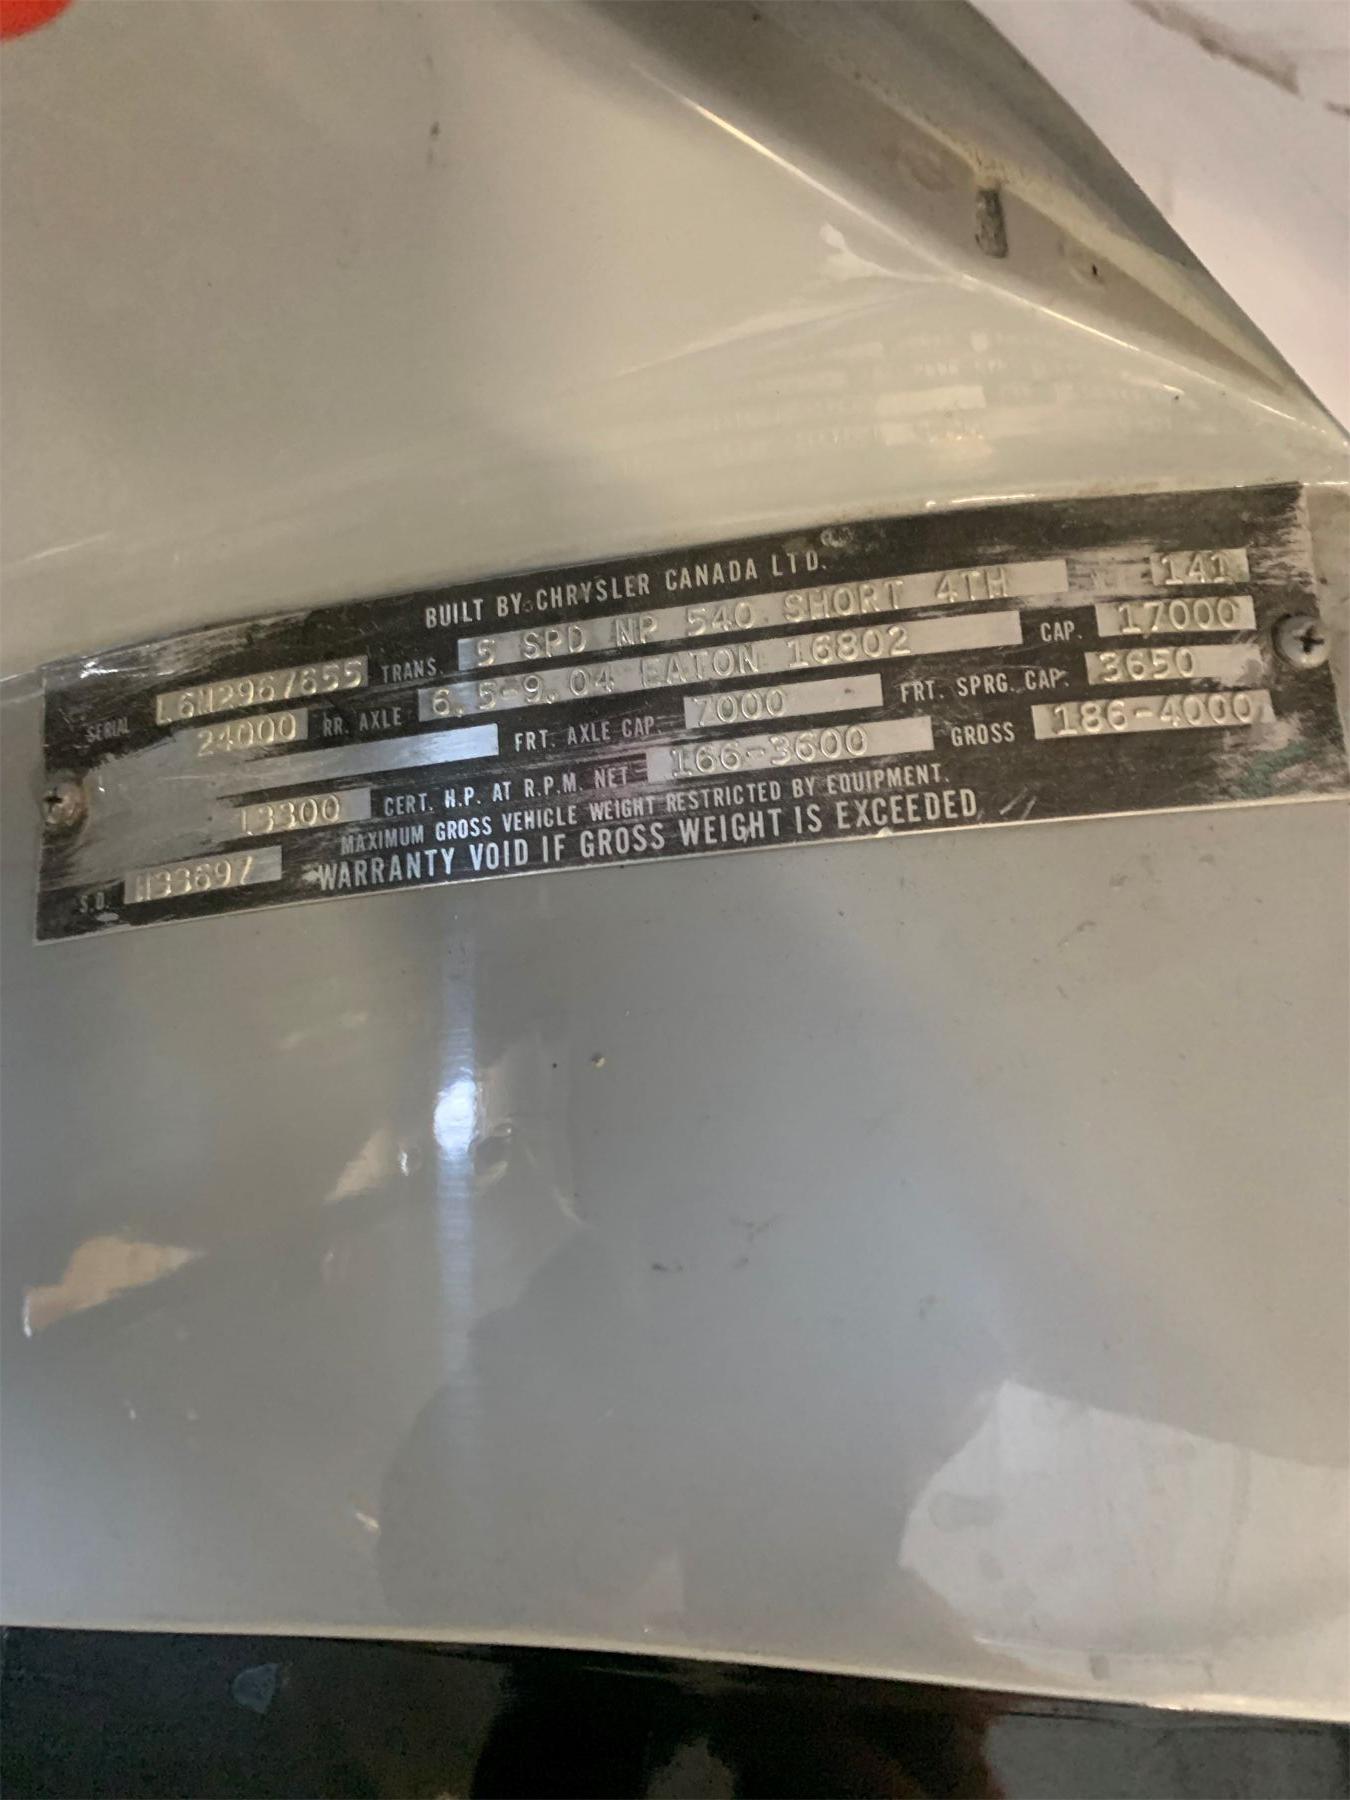 BUILT BY CHRYSLER CANADA LTD.
SERIAL TRANS. 5 SPD NP 540 SHORT 4TH 141
24000 RR. AXLE 6.5-9.04 EATON 16802 CAP. 17000
FRT. AXLE CAP. 7000 FRT. SPRG. CAP. 3650
13300 CERT. H.P. AT R.P.M. NET 166-3600 GROSS 186-4000
MAXIMUM GROSS VEHICLE WEIGHT RESTRICTED BY EQUIPMENT.
S.O. WARRANTY VOID IF GROSS WEIGHT IS EXCEEDED